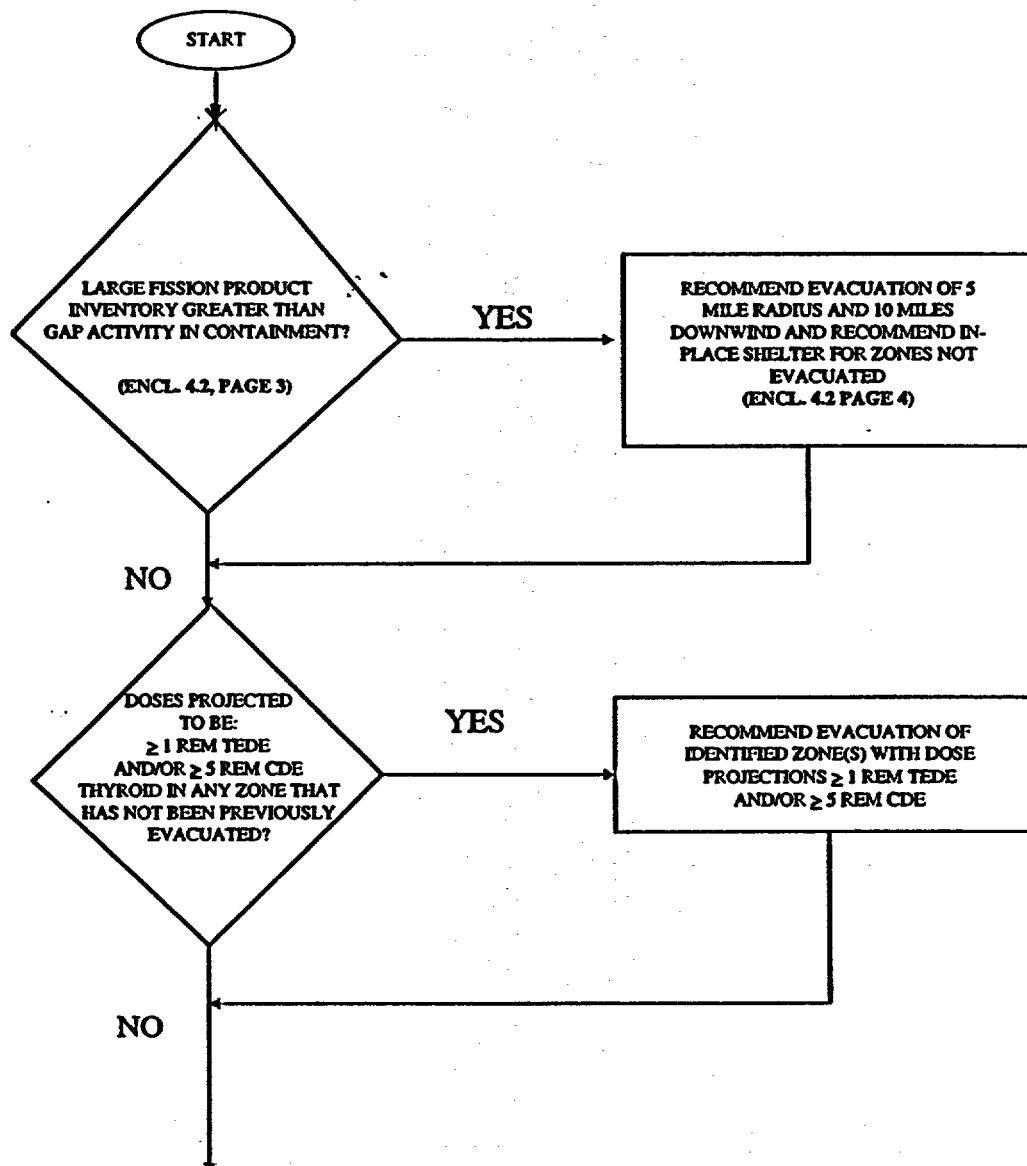 START
LARGE FISSION PRODUCT
INVENTORY GREATER THAN
GAP ACTIVITY IN CONTAINMENT?
(ENCL. 4.2, PAGE 3)
YES
RECOMMEND EVACUATION OF 5
MILE RADIUS AND 10 MILES
DOWNWIND AND RECOMMEND IN-
PLACE SHELTER FOR ZONES NOT
EVACUATED
(ENCL. 4.2 PAGE 4)
NO
DOSES PROJECTED
TO BE:
≥ 1 REM TEDE
AND/OR ≥ 5 REM CDE
THYROID IN ANY ZONE THAT
HAS NOT BEEN PREVIOUSLY
EVACUATED?
YES
RECOMMEND EVACUATION OF
IDENTIFIED ZONE(S) WITH DOSE
PROJECTIONS ≥ 1 REM TEDE
AND/OR ≥ 5 REM CDE
NO